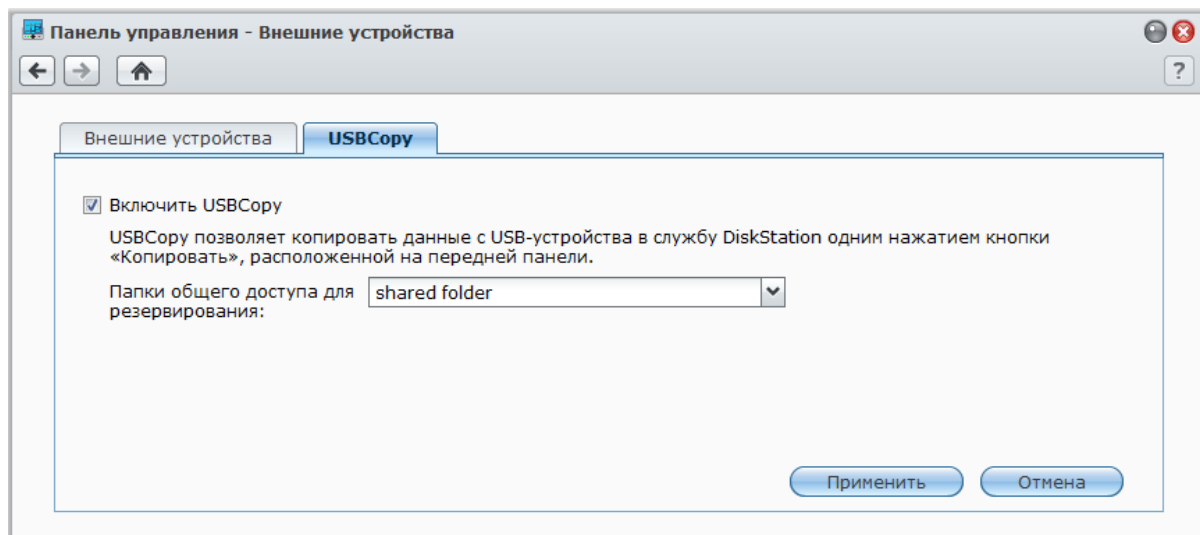 Панель управления - Внешние устройства
?
Внешние устройства
USBCopy
Включить USBCopy
USBCopy позволяет копировать данные с USB-устройства в службу DiskStation одним нажатием кнопки
«Копировать», расположенной на передней панели.
Папки общего доступа для
резервирования:
shared folder
Применить
Отмена